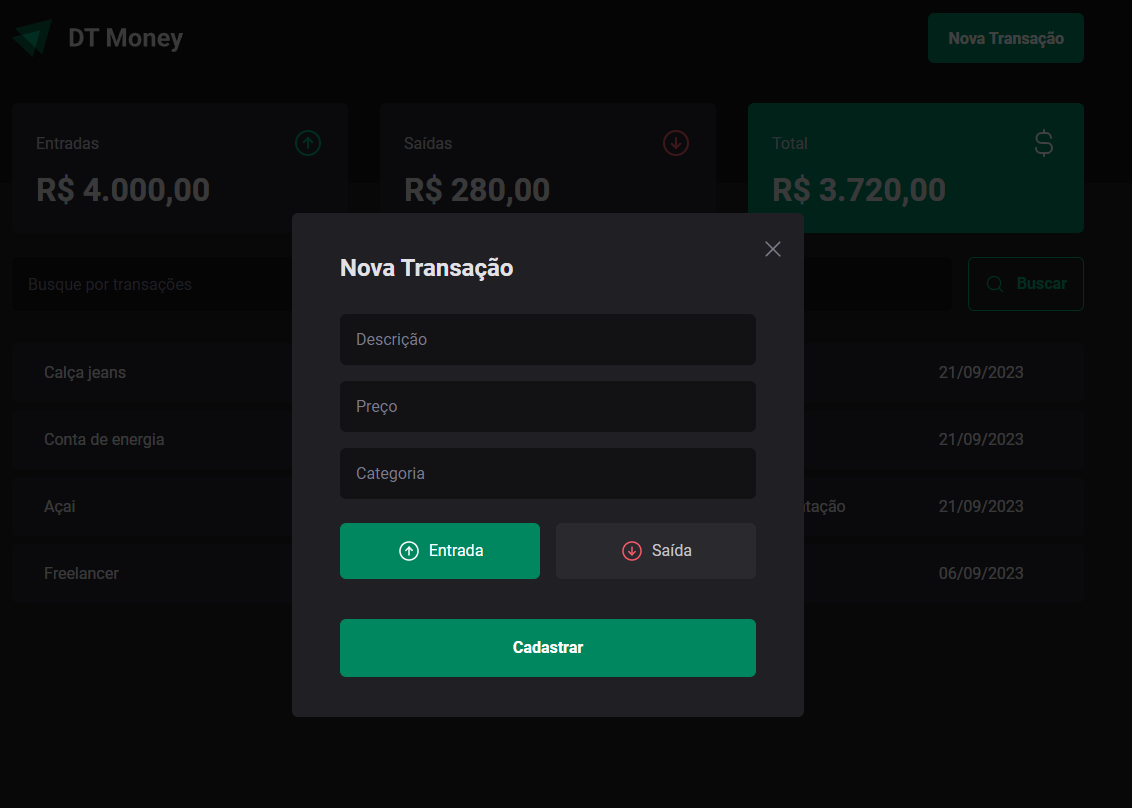 DT Money
Nova Transação
Entradas
R$ 4.000,00
Saídas
R$ 280,00
Total
R$ 3.720,00
Nova Transação
Busque por transações
Buscar
Descrição
Preço
Categoria
Entrada
Saída
Cadastrar
Calça jeans
21/09/2023
Conta de energia
21/09/2023
Açai
tação
21/09/2023
Freelancer
06/09/2023